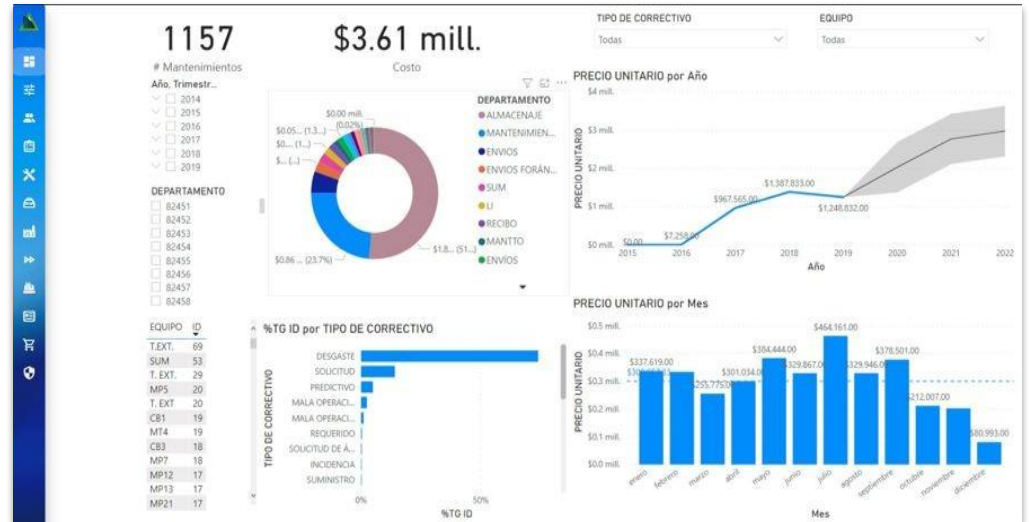 1157
# Mantenimientos
$3.61 mill.
Costo
TIPO DE CORRECTIVO
Todas
EQUIPO
Todas
Año, Trimestr...
2014
2015
2016
2017
2018
2019
DEPARTAMENTO
82451
82452
82453
82454
82455
82456
82457
82458
$0.00 mill.
(0.02%)
$0.05... (1.3...)
$0.... (1...)
$... (...)
$0.86 ... (23.7%)
$1.8... (51...)
DEPARTAMENTO
ALMACENAJE
MANTENIMIEN...
ENVIOS
ENVIOS FORÁN...
SUM
LI
RECIBO
MANTTO
ENVÍOS
PRECIO UNITARIO por Año
PRECIO UNITARIO
$4 mill.
$3 mill.
$2 mill.
$1 mill.
$0 mill.
$0.00
$7,258.00
$967,565.00
$1,387,833.00
$1,248,832.00
2015 2016 2017 2018 2019 2020 2021 2022
Año
EQUIPO ID
T.EXT. 69
SUM 53
T. EXT. 29
MP5 20
T. EXT 20
CB1 19
MT4 19
CB3 18
MP7 18
MP12 17
MP13 17
MP21 17
%TG ID por TIPO DE CORRECTIVO
TIPO DE CORRECTIVO
DESGASTE
SOLICITUD
PREDICTIVO
MALA OPERACI...
MALA OPERACI...
REQUERIDO
SOLICITUD DE A...
INCIDENCIA
SUMINISTRO
0% 50%
%TG ID
PRECIO UNITARIO por Mes
PRECIO UNITARIO
$0.5 mill.
$0.4 mill.
$0.3 mill.
$0.2 mill.
$0.1 mill.
$0.0 mill.
$337,619.00
$255,775.00
$301,034.00
$384,444.00
$329,867.00
$464,161.00
$329,946.00
$378,501.00
$212,007.00
$80,993.00
enero febrero marzo abril mayo junio julio agosto septiembre octubre noviembre diciembre
Mes